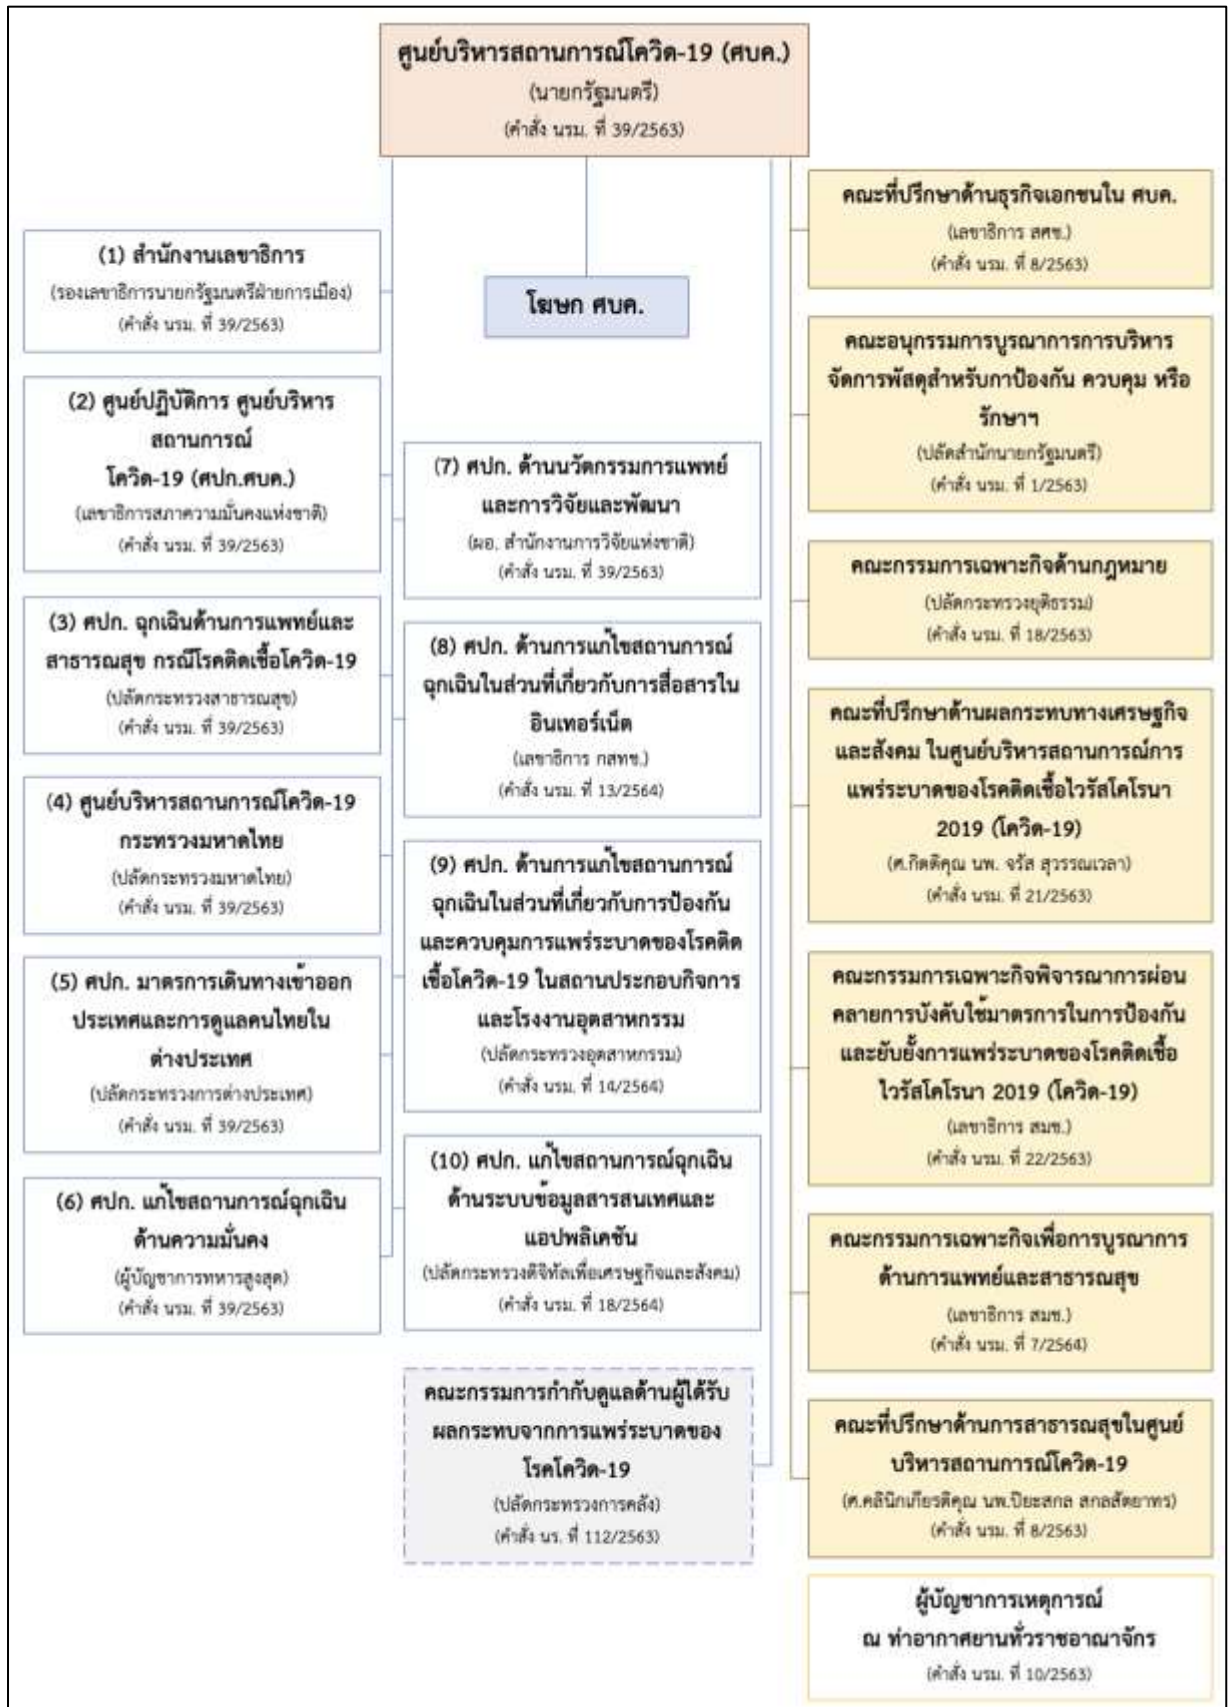 ศูนย์บริหารสถานการณ์โควิด-19 (ศบค.)
(นายกรัฐมนตรี)
(คำสั่ง นรม. ที่ 39/2563)
โฆษก ศบค.
(1) สำนักงานเลขาธิการ
(รองเลขาธิการนายกรัฐมนตรีฝ่ายการเมือง)
(คำสั่ง นรม. ที่ 39/2563)
(2) ศูนย์ปฏิบัติการ ศูนย์บริหาร
สถานการณ์
โควิด-19 (ศปก.ศบค.)
(เลขาธิการสภาความมั่นคงแห่งชาติ)
(คำสั่ง นรม. ที่ 39/2563)
(3) ศปก. ฉุกเฉินด้านการแพทย์และ
สาธารณสุข กรณีโรคติดเชื้อโควิด-19
(ปลัดกระทรวงสาธารณสุข)
(คำสั่ง นรม. ที่ 39/2563)
(4) ศูนย์บริหารสถานการณ์โควิด-19
กระทรวงมหาดไทย
(ปลัดกระทรวงมหาดไทย)
(คำสั่ง นรม. ที่ 39/2563)
(5) ศปก. มาตรการเดินทางเข้าออก
ประเทศและการดูแลคนไทยใน
ต่างประเทศ
(ปลัดกระทรวงการต่างประเทศ)
(คำสั่ง นรม. ที่ 39/2563)
(6) ศปก. แก้ไขสถานการณ์ฉุกเฉิน
ด้านความมั่นคง
(ผู้บัญชาการทหารสูงสุด)
(คำสั่ง นรม. ที่ 39/2563)
(7) ศปก. ด้านนวัตกรรมการแพทย์
และการวิจัยและพัฒนา
(ผอ. สำนักงานการวิจัยแห่งชาติ)
(คำสั่ง นรม. ที่ 39/2563)
(8) ศปก. ด้านการแก้ไขสถานการณ์
ฉุกเฉินในส่วนที่เกี่ยวกับการสื่อสารใน
อินเทอร์เน็ต
(เลขาธิการ กสทช.)
(คำสั่ง นรม. ที่ 13/2564)
(9) ศปก. ด้านการแก้ไขสถานการณ์
ฉุกเฉินในส่วนที่เกี่ยวกับการป้องกัน
และควบคุมการแพร่ระบาดของโรคติด
เชื้อโควิด-19 ในสถานประกอบกิจการ
และโรงงานอุตสาหกรรม
(ปลัดกระทรวงอุตสาหกรรม)
(คำสั่ง นรม. ที่ 14/2564)
(10) ศปก. แก้ไขสถานการณ์ฉุกเฉิน
ด้านระบบข้อมูลสารสนเทศและ
แอปพลิเคชัน
(ปลัดกระทรวงดิจิทัลเพื่อเศรษฐกิจและสังคม)
(คำสั่ง นรม. ที่ 18/2564)
คณะกรรมการกำกับดูแลด้านผู้ได้รับ
ผลกระทบจากการแพร่ระบาดของ
โรคโควิด-19
(ปลัดกระทรวงการคลัง)
(คำสั่ง นร. ที่ 112/2563)
คณะที่ปรึกษาด้านธุรกิจเอกชนใน ศบค.
(เลขาธิการ สศช.)
(คำสั่ง นรม. ที่ 8/2563)
คณะอนุกรรมการบูรณาการการบริหาร
จัดการพัสดุสำหรับกาป้องกัน ควบคุม หรือ
รักษาฯ
(ปลัดสำนักนายกรัฐมนตรี)
(คำสั่ง นรม. ที่ 1/2563)
คณะกรรมการเฉพาะกิจด้านกฎหมาย
(ปลัดกระทรวงยุติธรรม)
(คำสั่ง นรม. ที่ 18/2563)
คณะที่ปรึกษาด้านผลกระทบทางเศรษฐกิจ
และสังคม ในศูนย์บริหารสถานการณ์การ
แพร่ระบาดของโรคติดเชื้อไวรัสโคโรนา
2019 (โควิด-19)
(ศ.กิตติคุณ นพ. จรัส สุวรรณเวลา)
(คำสั่ง นรม. ที่ 21/2563)
คณะกรรมการเฉพาะกิจพิจารณาการผ่อน
คลายการบังคับใช้มาตรการในการป้องกัน
และยับยั้งการแพร่ระบาดของโรคติดเชื้อ
ไวรัสโคโรนา 2019 (โควิด-19)
(เลขาธิการ สมช.)
(คำสั่ง นรม. ที่ 22/2563)
คณะกรรมการเฉพาะกิจเพื่อการบูรณาการ
ด้านการแพทย์และสาธารณสุข
(เลขาธิการ สมช.)
(คำสั่ง นรม. ที่ 7/2564)
คณะที่ปรึกษาด้านการสาธารณสุขในศูนย์
บริหารสถานการณ์โควิด-19
(ศ.คลินิกเกียรติคุณ นพ.ปิยะสกล สกลสัตยาทร)
(คำสั่ง นรม. ที่ 8/2563)
ผู้บัญชาการเหตุการณ์
ณ ท่าอากาศยานทั่วราชอาณาจักร
(คำสั่ง นรม. ที่ 10/2563)